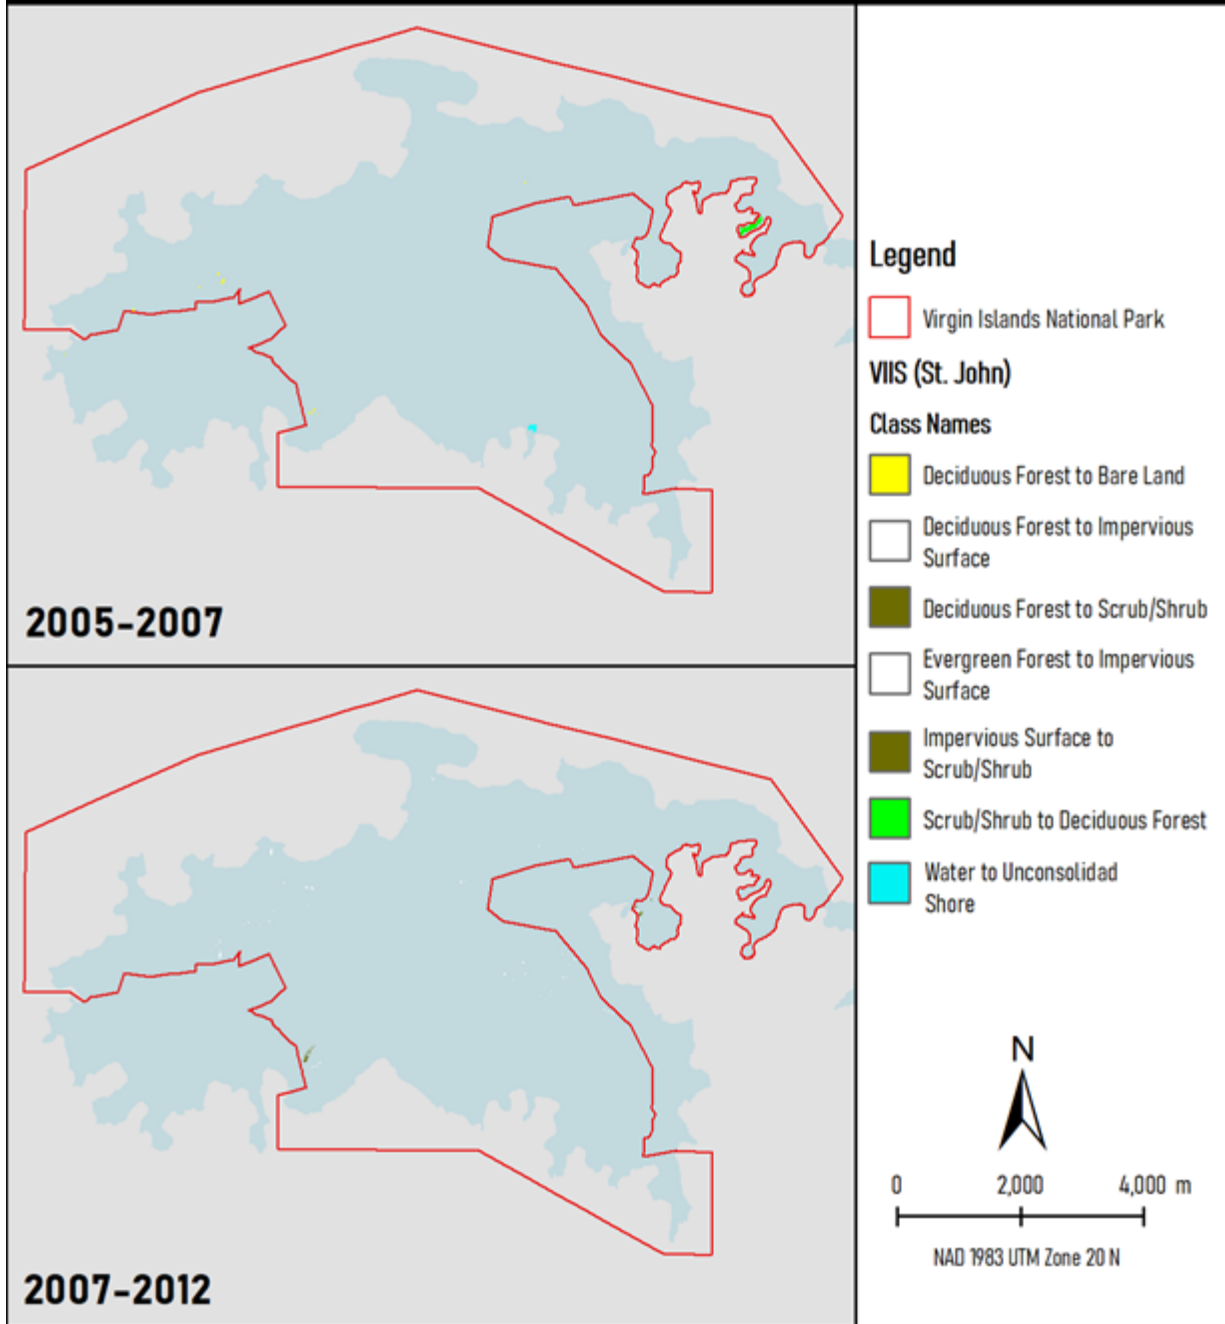 2005-2007
2007-2012
Legend
Virgin Islands National Park
VIIS (St. John)
Class Names
Deciduous Forest to Bare Land
Deciduous Forest to Impervious
Surface
Deciduous Forest to Scrub/Shrub
Evergreen Forest to Impervious
Surface
Impervious Surface to
Scrub/Shrub
Scrub/Shrub to Deciduous Forest
Water to Unconsolidad
Shore
N
0 2,000 4,000 m
NAD 1983 UTM Zone 20 N